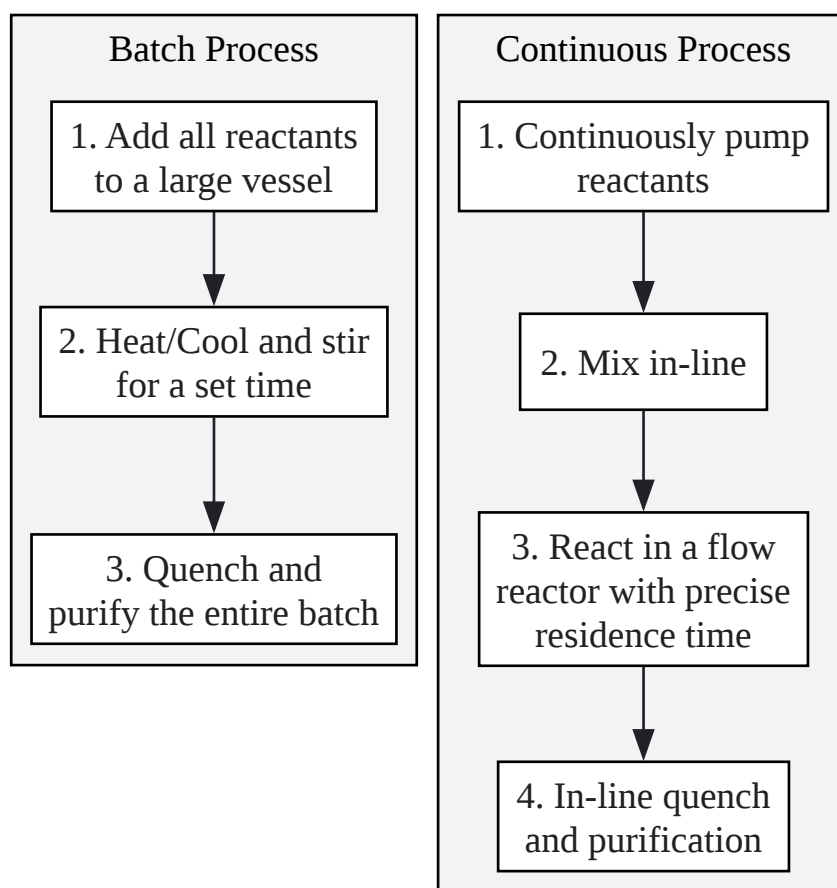 Batch Process
1. Add all reactants
to a large vessel
2. Heat/Cool and stir
for a set time
3. Quench and
purify the entire batch
Continuous Process
1. Continuously pump
reactants
2. Mix in-line
3. React in a flow
reactor with precise
residence time
4. In-line quench
and purification